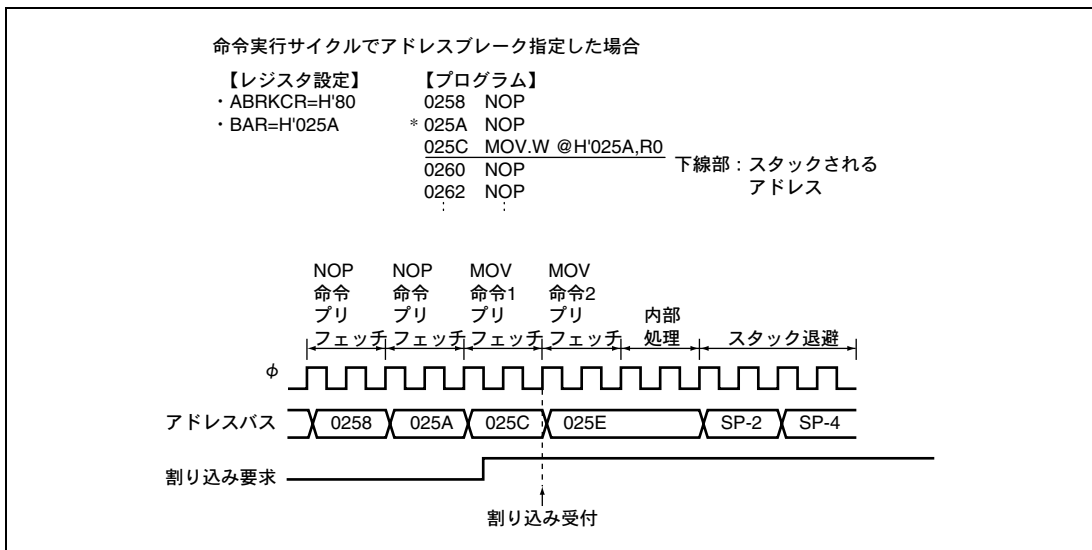 命令実行サイクルでアドレスブレーク指定した場合
【レジスタ設定】 【プログラム】
・ABRKCR=H'80 0258 NOP
・BAR=H'025A * 025A NOP
025C MOV.W @H'025A,R0
0260 NOP
0262 NOP
下線部：スタックされる
アドレス
NOP NOP MOV MOV
命令 命令 命令1 命令2
プリ プリ プリ プリ 内部
フェッチ フェッチ フェッチ フェッチ 処理 スタック退避
φ
アドレスバス 0258 025A 025C 025E SP-2 SP-4
割り込み要求
割り込み受付